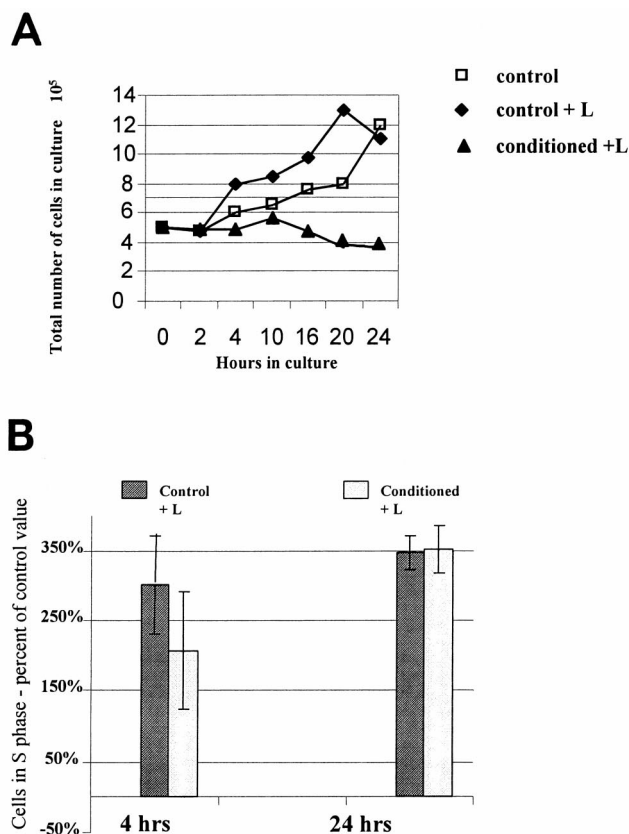 A
Total number of cells in culture 10⁵
14
12
10
8
6
4
2
0
0 2 4 10 16 20 24
Hours in culture
control
control + L
conditioned +L
B
Control
+ L
Conditioned
+ L
Cells in S phase - percent of control value
350%
250%
150%
50%
-50%
4 hrs
24 hrs